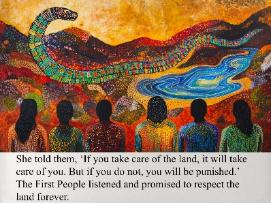 She told them, ‘If you take care of the land, it will take
care of you. But if you do not, you will be punished.’
The First People listened and promised to respect the
land forever.